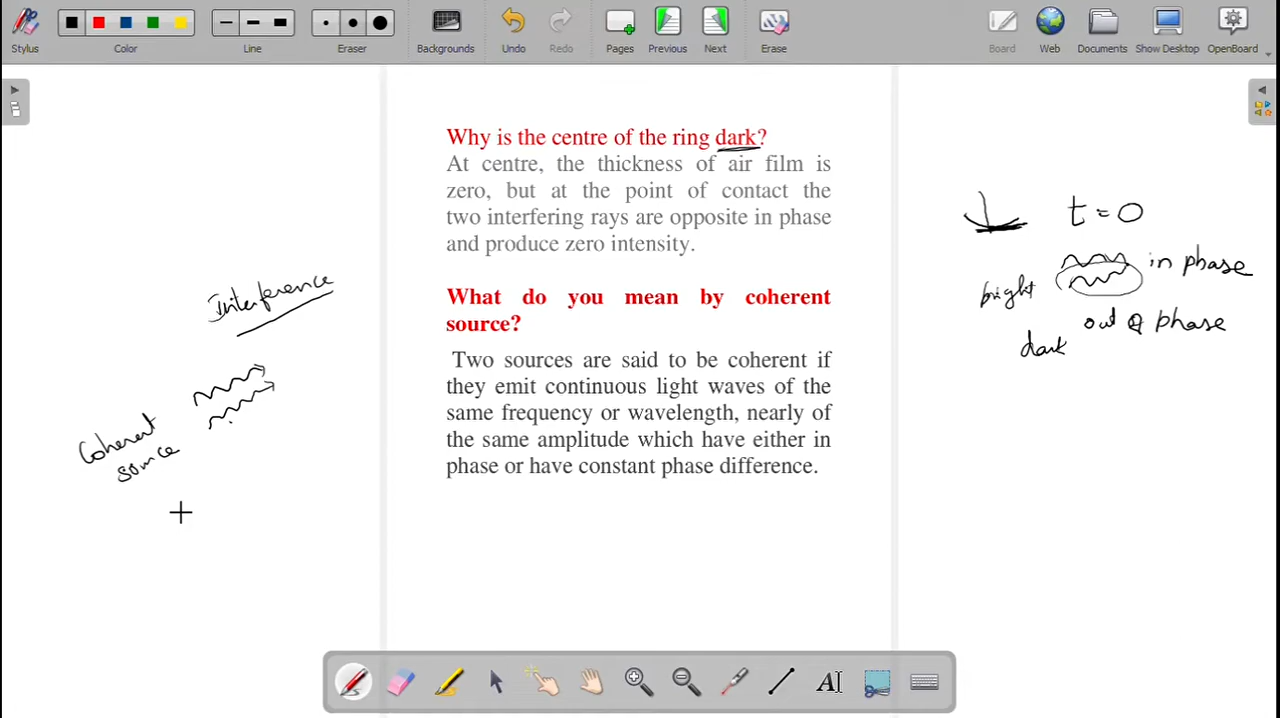 Stylus
Color
Line
Eraser
Backgrounds
Undo
Redo
Pages
Previous
Next
Erase
Board
Web
Documents
Show Desktop
OpenBoard
Why is the centre of the ring dark?
At centre, the thickness of air film is
zero, but at the point of contact the
two interfering rays are opposite in phase
and produce zero intensity.
What do you mean by coherent
source?
Two sources are said to be coherent if
they emit continuous light waves of the
same frequency or wavelength, nearly of
the same amplitude which have either in
phase or have constant phase difference.
Interference
Coherent
source
t = 0
in phase
bright
out of phase
dark